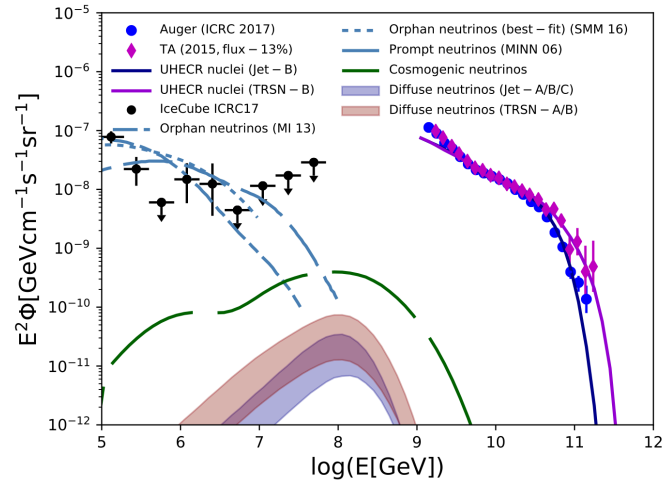 Auger (ICRC 2017)
TA (2015, flux − 13%)
UHECR nuclei (Jet − B)
UHECR nuclei (TRSN − B)
IceCube ICRC17
Orphan neutrinos (MI 13)
Orphan neutrinos (best − fit) (SMM 16)
Prompt neutrinos (MINN 06)
Cosmogenic neutrinos
Diffuse neutrinos (Jet − A/B/C)
Diffuse neutrinos (TRSN − A/B)
E²Φ[GeVcm⁻¹s⁻¹sr⁻¹]
10⁻⁵
10⁻⁶
10⁻⁷
10⁻⁸
10⁻⁹
10⁻¹⁰
10⁻¹¹
10⁻¹²
5 6 7 8 9 10 11 12
log(E[GeV])